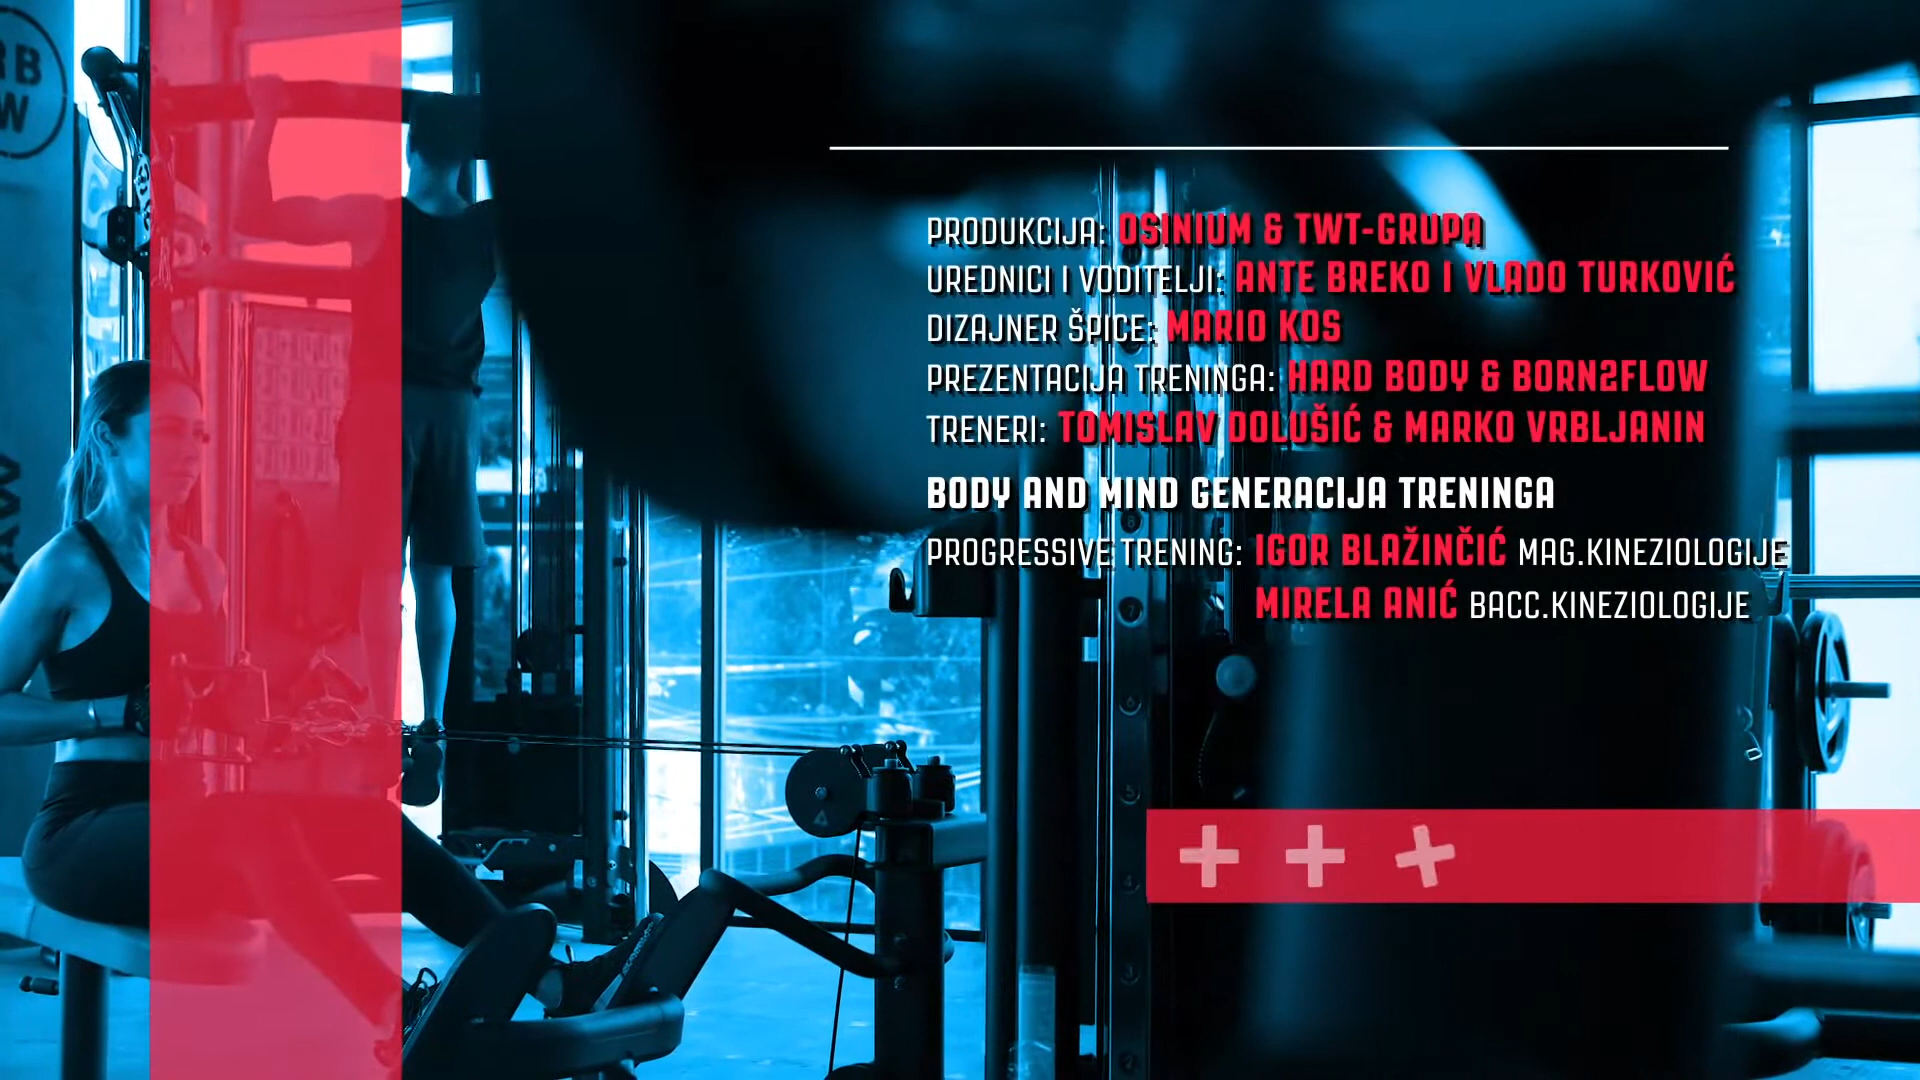 PRODUKCIJA: OSINIUM & TWT-GRUPA
UREDNICI I VODITELJI: ANTE BREKO I VLADO TURKOVIĆ
DIZAJNER ŠPICE: MARIO KOS
PREZENTACIJA TRENINGA: HARD BODY & BORN2FLOW
TRENERI: TOMISLAV DOLUŠIĆ & MARKO VRBLJANIN
BODY AND MIND GENERACIJA TRENINGA
PROGRESSIVE TRENING: IGOR BLAŽINČIĆ MAG.KINEZIOLOGIJE
MIRELA ANIĆ BACC.KINEZIOLOGIJE